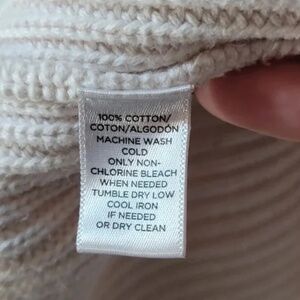 100% COTTON/
COTON/ALGODÓN
MACHINE WASH
COLD
ONLY NON-
CHLORINE BLEACH
WHEN NEEDED
TUMBLE DRY LOW
COOL IRON
IF NEEDED
OR DRY CLEAN